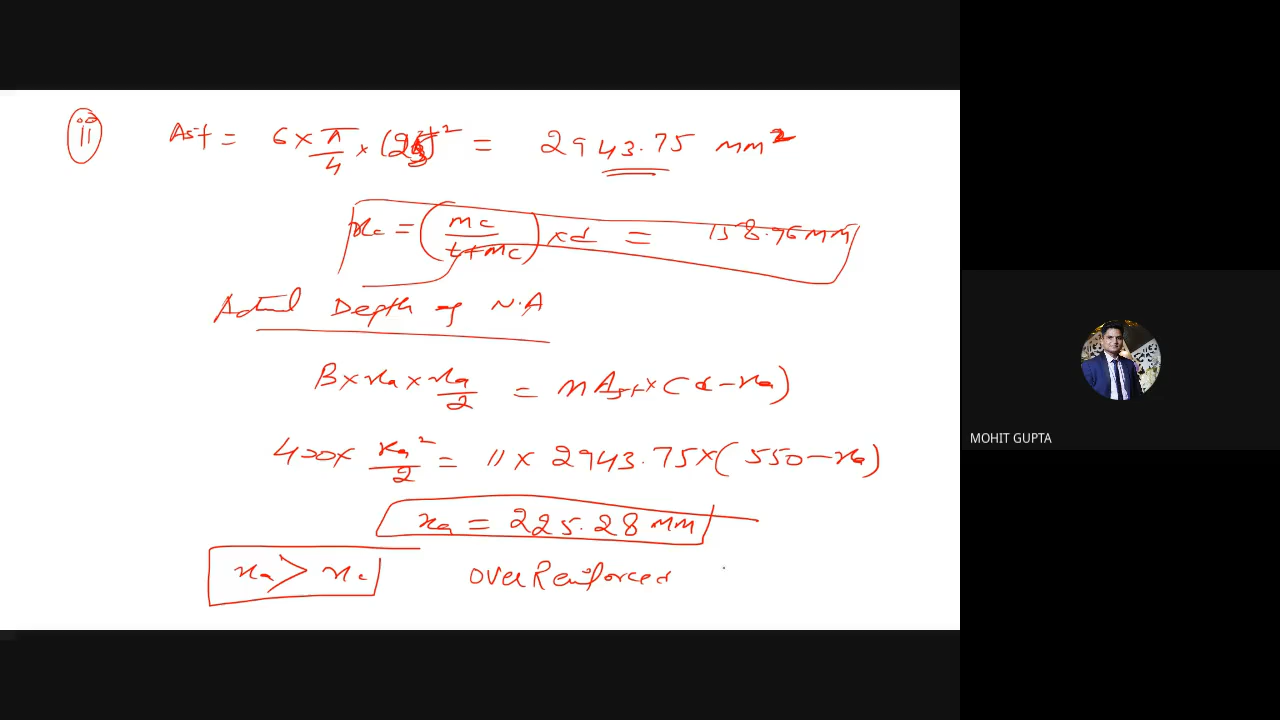 ii
Ast = 6 × π/4 × (25)² = 2943.75 mm²
xc = (mc/(t+mc)) × d = 158.76 mm
Actual Depth of N.A
B × xa × xa/2 = m Ast × (d - xa)
400 × xa²/2 = 11 × 2943.75 × (550 - xa)
xa = 225.28 mm
xa > xc over Reinforced
MOHIT GUPTA